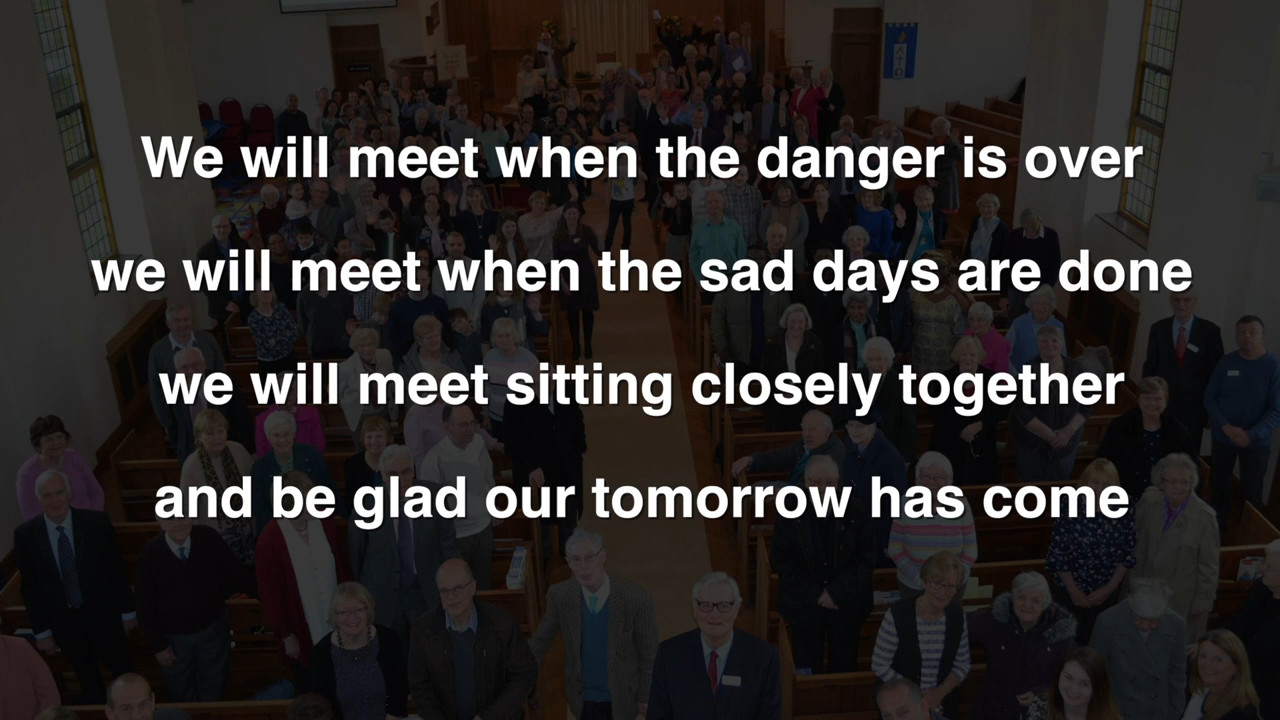 We will meet when the danger is over
we will meet when the sad days are done
we will meet sitting closely together
and be glad our tomorrow has come